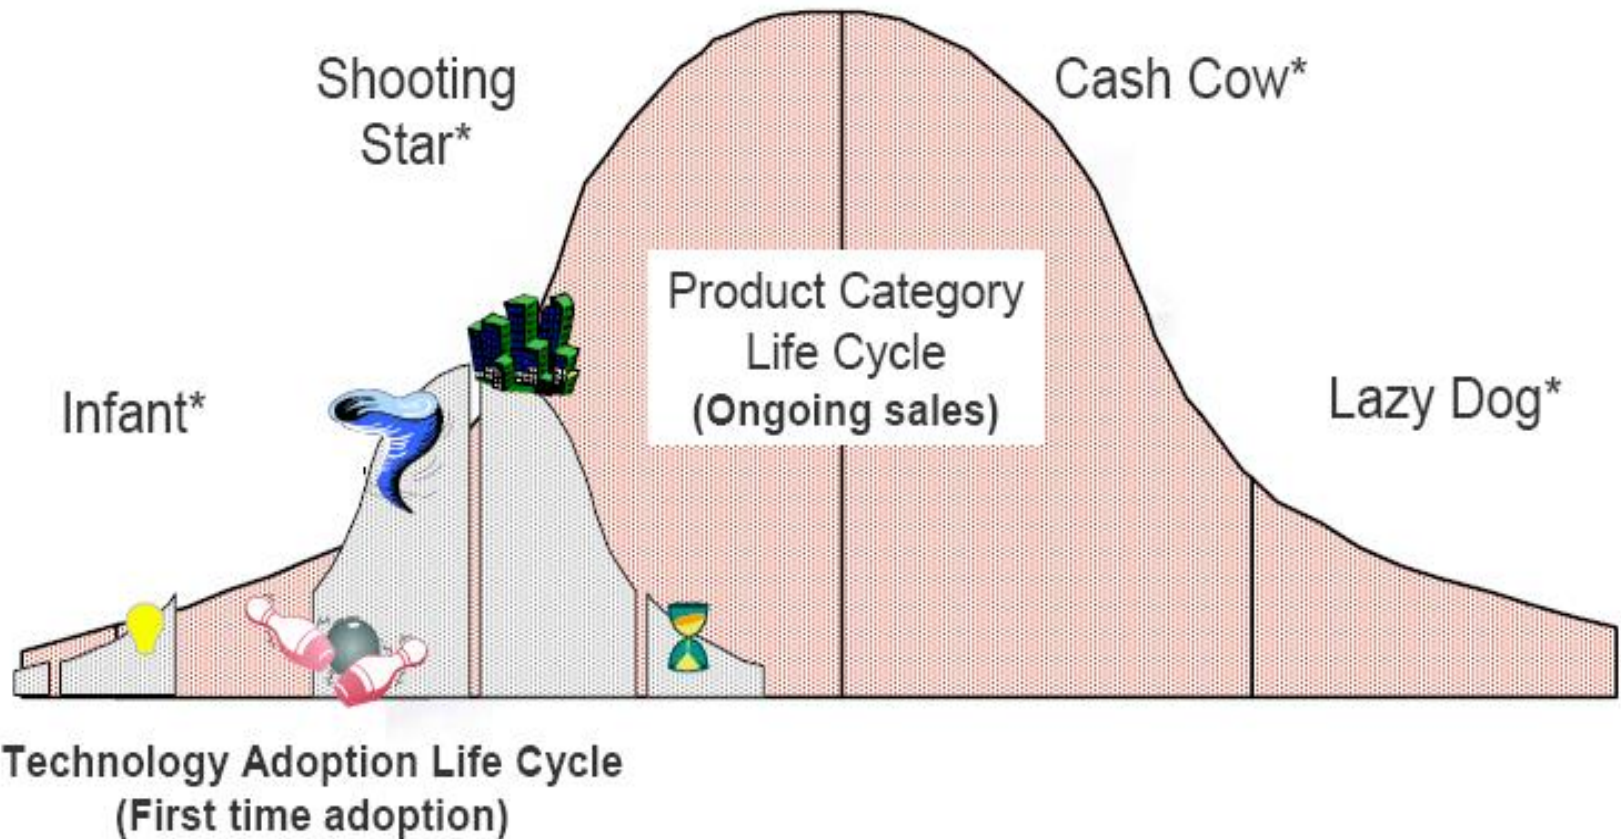 Shooting
Star*
Cash Cow*
Product Category
Life Cycle
(Ongoing sales)
Infant*
Lazy Dog*
Technology Adoption Life Cycle
(First time adoption)